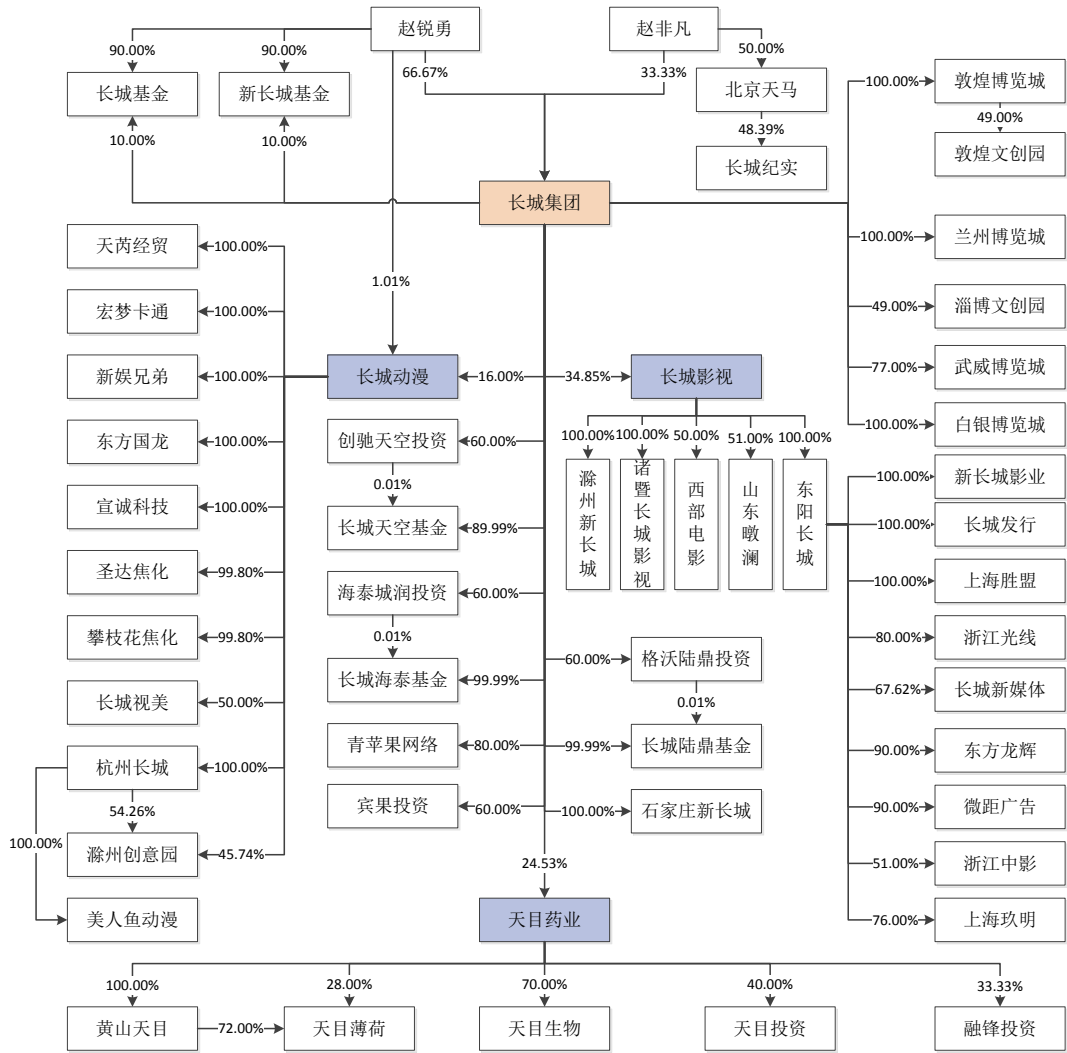 赵锐勇
赵非凡
90.00%
90.00%
66.67%
33.33%
50.00%
长城基金
新长城基金
北京天马
100.00%
敦煌博览城
10.00%
10.00%
48.39%
49.00%
长城纪实
敦煌文创园
长城集团
天芮经贸
100.00%
100.00%
兰州博览城
1.01%
宏梦卡通
100.00%
49.00%
淄博文创园
新娱兄弟
100.00%
长城动漫
16.00%
34.85%
长城影视
77.00%
武威博览城
东方国龙
100.00%
创驰天空投资
60.00%
100.00%
100.00%
50.00%
51.00%
100.00%
100.00%
白银博览城
0.01%
滁州新长城
诸暨长城影视
西部电影
山东暾澜
东阳长城
100.00%
新长城影业
宣诚科技
100.00%
长城天空基金
89.99%
100.00%
长城发行
圣达焦化
99.80%
海泰城润投资
60.00%
100.00%
上海胜盟
攀枝花焦化
99.80%
0.01%
80.00%
浙江光线
长城海泰基金
99.99%
60.00%
格沃陆鼎投资
长城视美
50.00%
0.01%
67.62%
长城新媒体
青苹果网络
80.00%
99.99%
长城陆鼎基金
90.00%
东方龙辉
杭州长城
100.00%
宾果投资
60.00%
100.00%
石家庄新长城
90.00%
微距广告
54.26%
100.00%
滁州创意园
45.74%
24.53%
51.00%
浙江中影
美人鱼动漫
天目药业
76.00%
上海玖明
100.00%
28.00%
70.00%
40.00%
33.33%
黄山天目
72.00%
天目薄荷
天目生物
天目投资
融锋投资